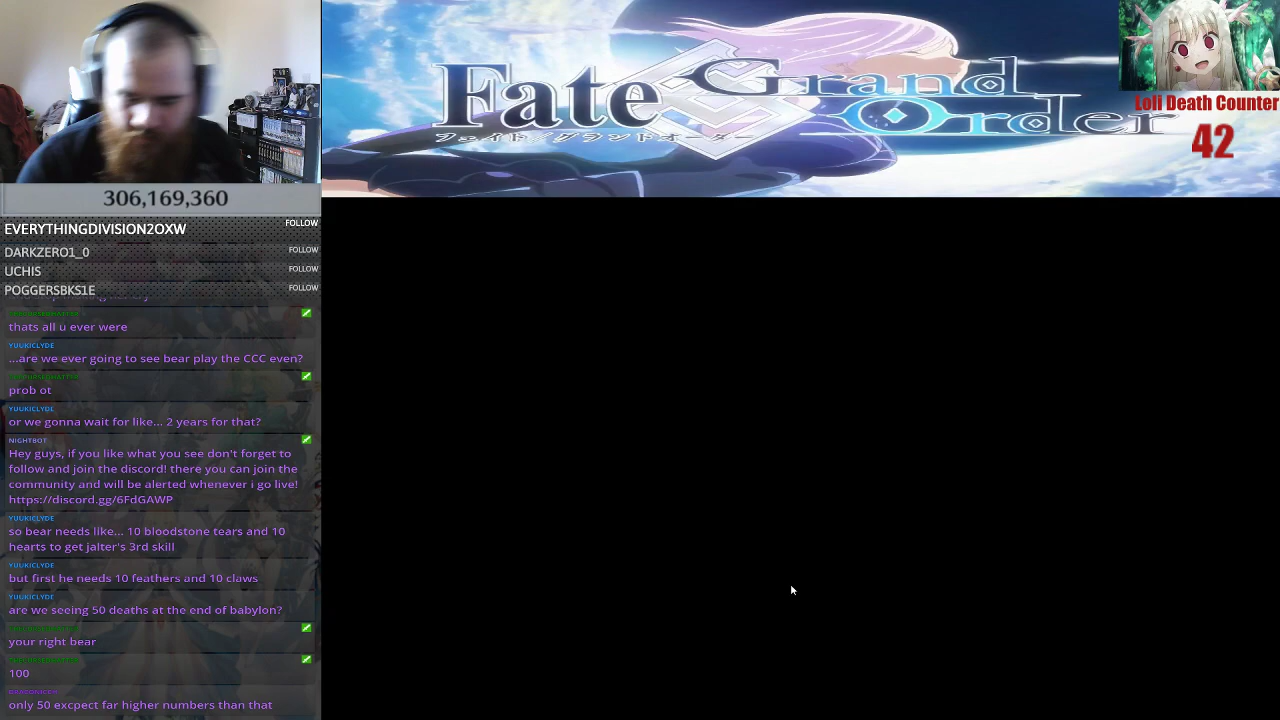 Fate Grand
Order
フェイト/グランドオーダー
Loli Death Counter
42
306,169,360
EVERYTHINGDIVISION2OXW FOLLOW
DARKZERO1_0 FOLLOW
UCHIS FOLLOW
POGGERSBKS1E FOLLOW
thats all u ever were
YUUKICLYDE
...are we ever going to see bear play the CCC even?
prob ot
YUUKICLYDE
or we gonna wait for like... 2 years for that?
NIGHTBOT
Hey guys, if you like what you see don't forget to
follow and join the discord! there you can join the
community and will be alerted whenever i go live!
https://discord.gg/6FdGAWP
YUUKICLYDE
so bear needs like... 10 bloodstone tears and 10
hearts to get jalter's 3rd skill
YUUKICLYDE
but first he needs 10 feathers and 10 claws
YUUKICLYDE
are we seeing 50 deaths at the end of babylon?
your right bear
100
only 50 excpect far higher numbers than that